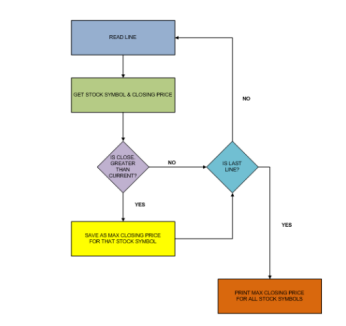 READ LINE
NO
GET STOCK SYMBOL & CLOSING PRICE
IS CLOSE
GREATER
THAN
CURRENT?
NO
IS LAST
LINE?
YES
SAVE AS MAX CLOSING PRICE
FOR THAT STOCK SYMBOL
YES
PRINT MAX CLOSING PRICE
FOR ALL STOCK SYMBOLS